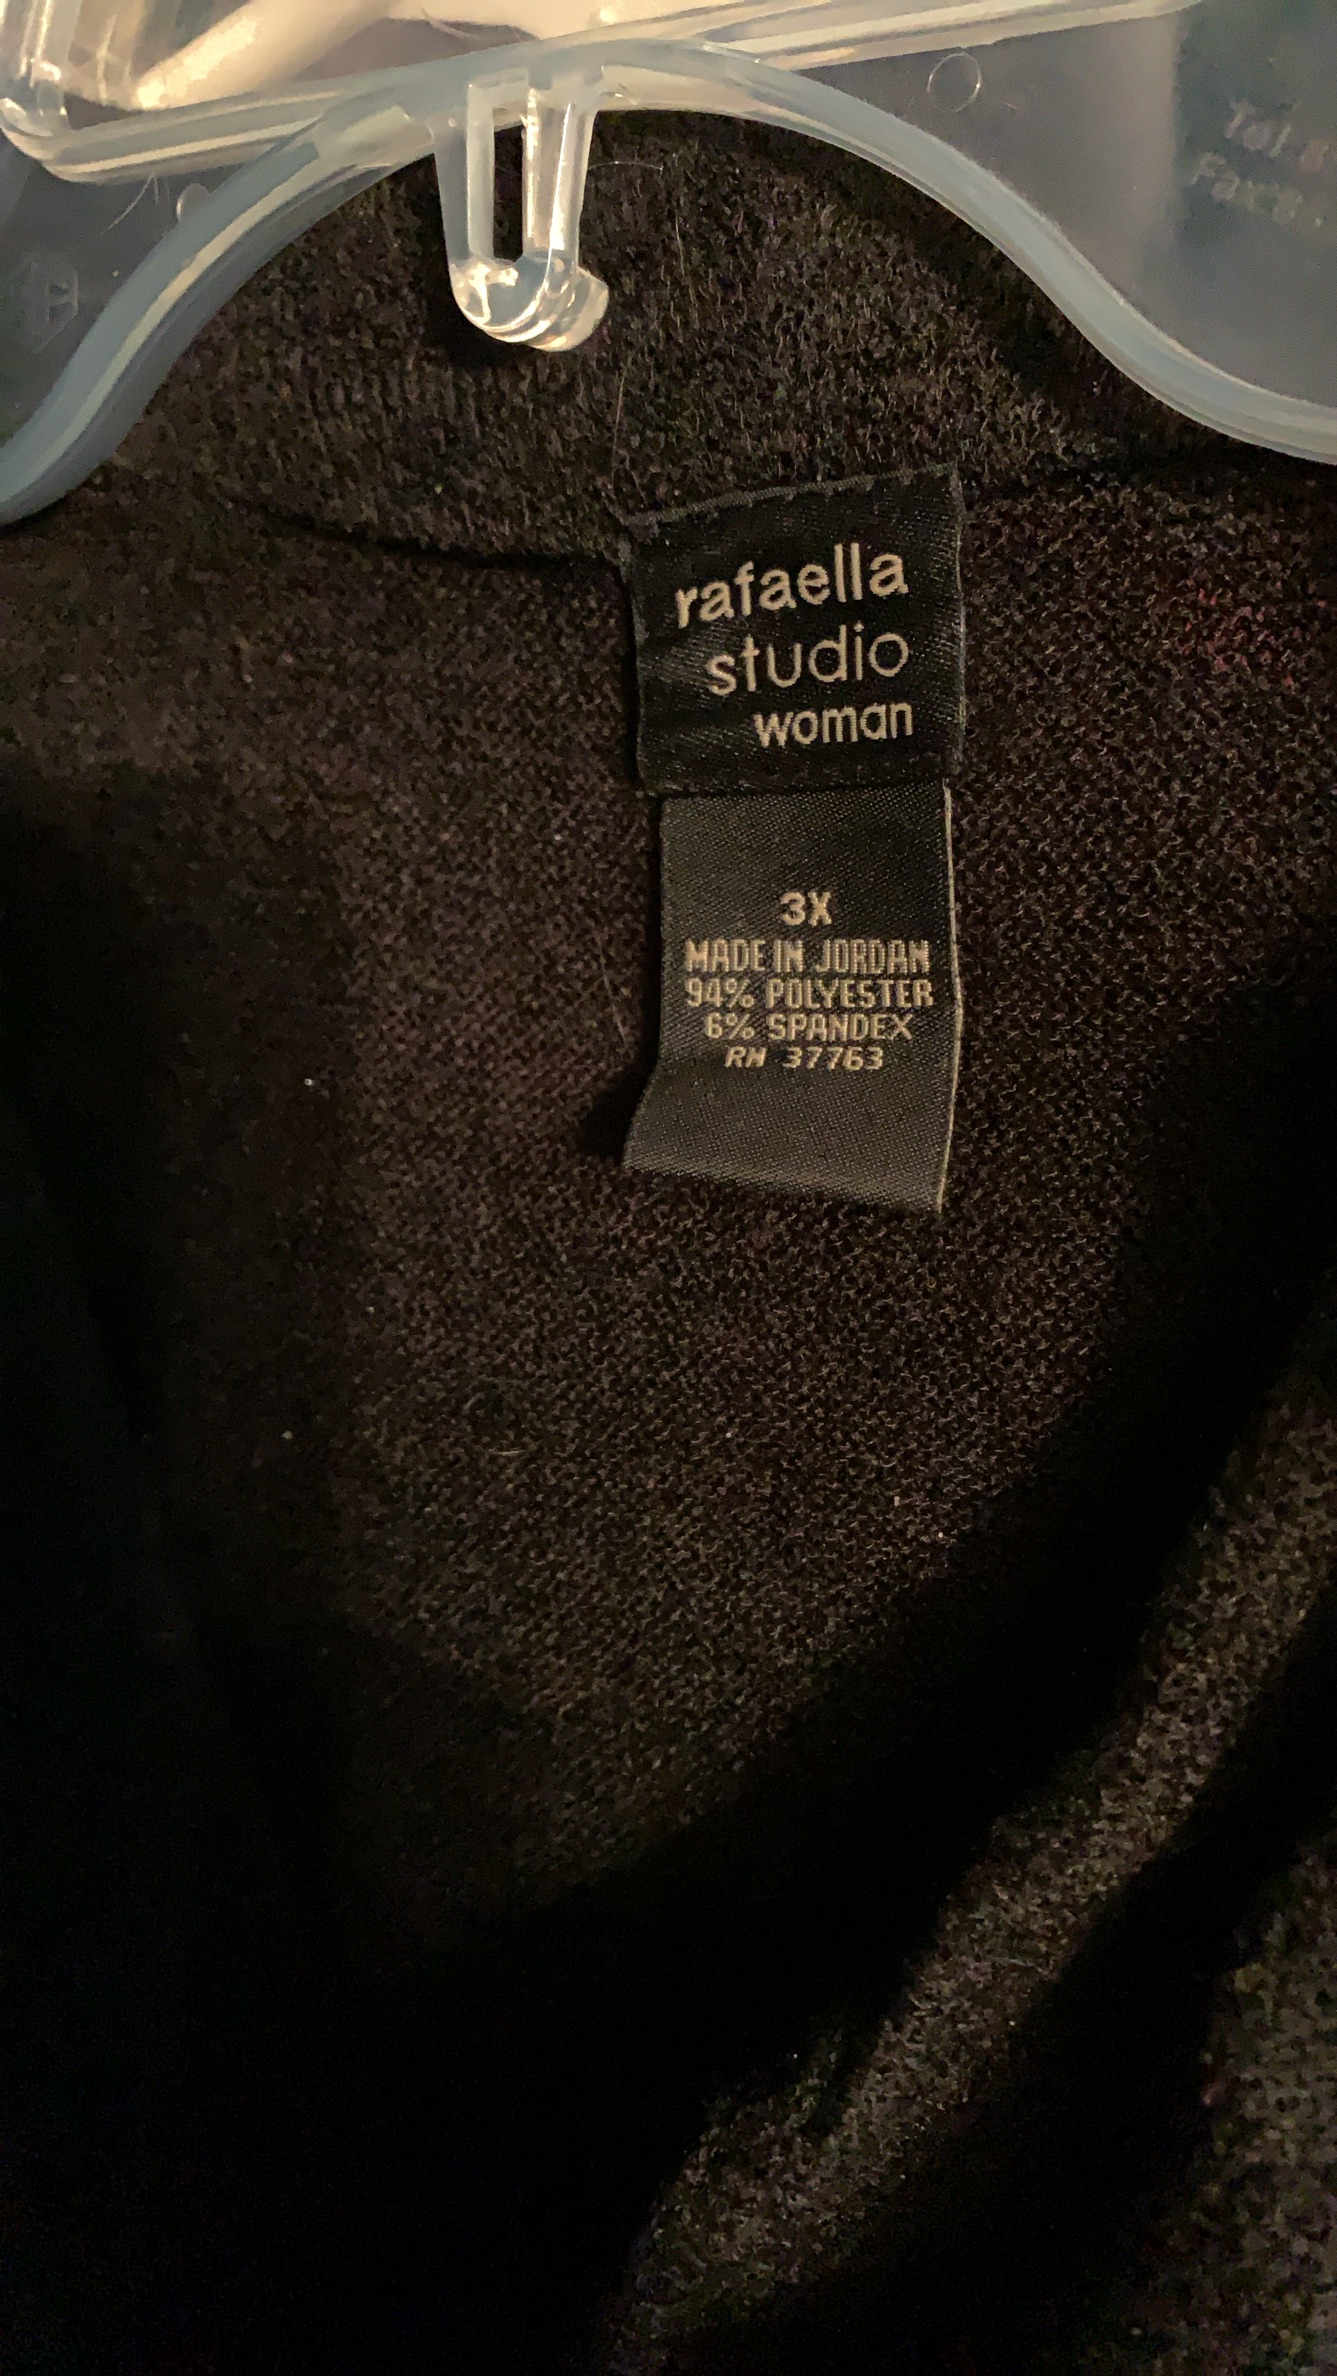 rafaella
studio
woman
3X
MADE IN JORDAN
94% POLYESTER
6% SPANDEX
RN 37763